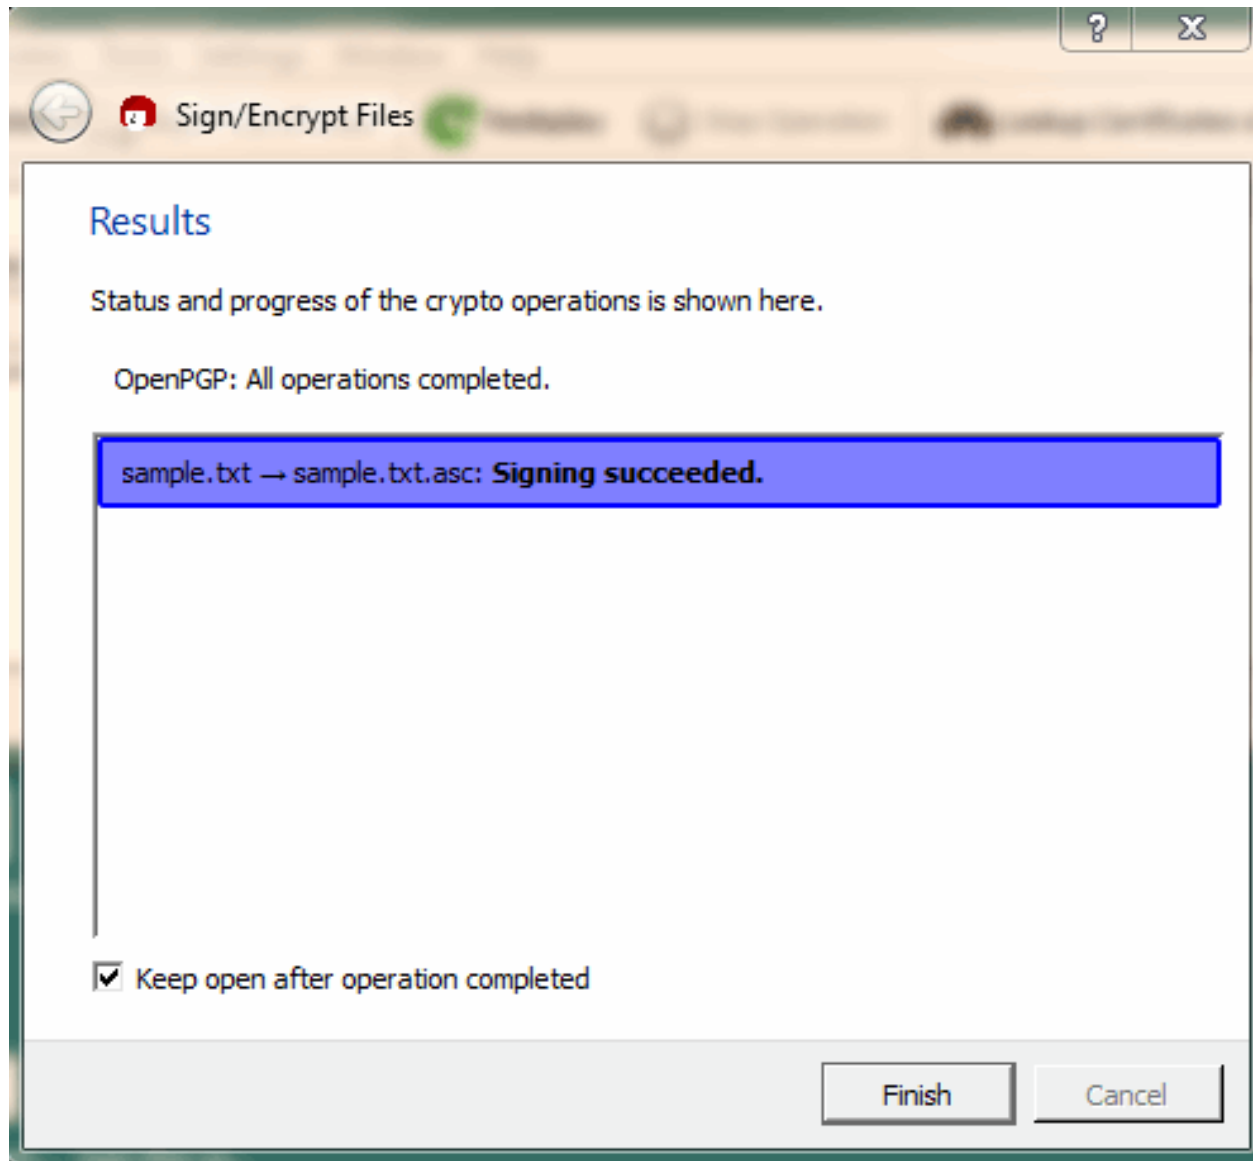 Sign/Encrypt Files
Results
Status and progress of the crypto operations is shown here.
OpenPGP: All operations completed.
sample.txt → sample.txt.asc: Signing succeeded.
Keep open after operation completed
Finish
Cancel